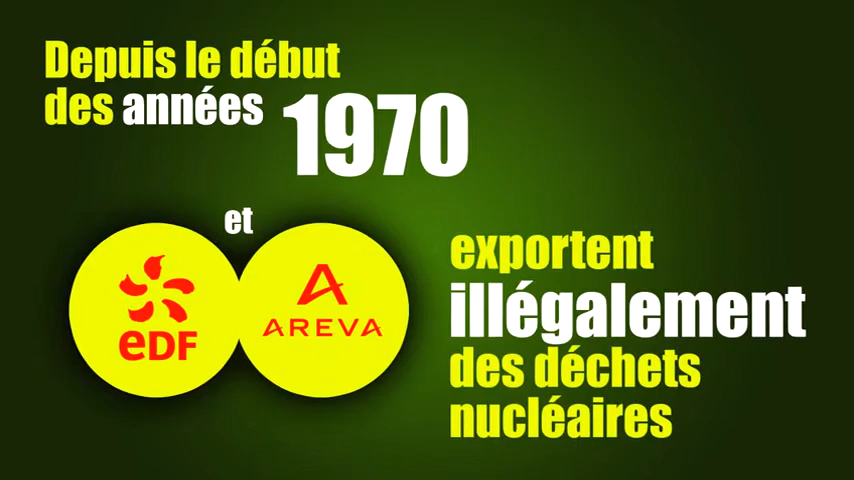 Depuis le début
des années 1970
et
eDF
AREVA
exportent
illégalement
des déchets
nucléaires